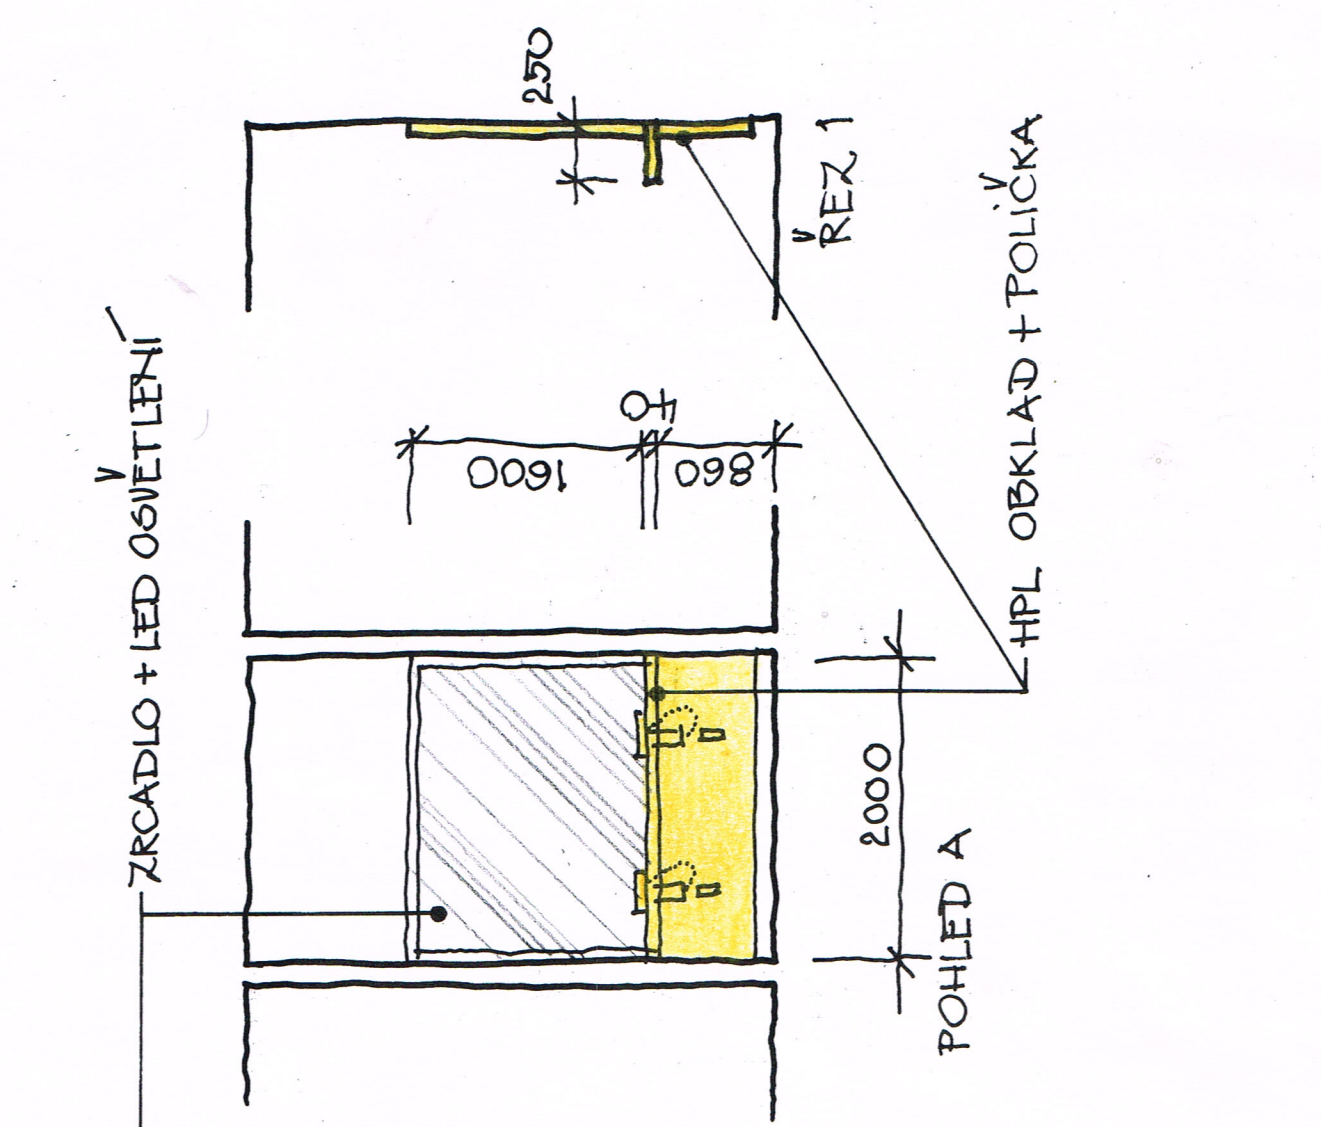 ZRCADLO + LED OSVĚTLENÍ
250
1600
40
860
ŘEZ 1
2000
POHLED A
HPL OBKLAD + POLIČKA